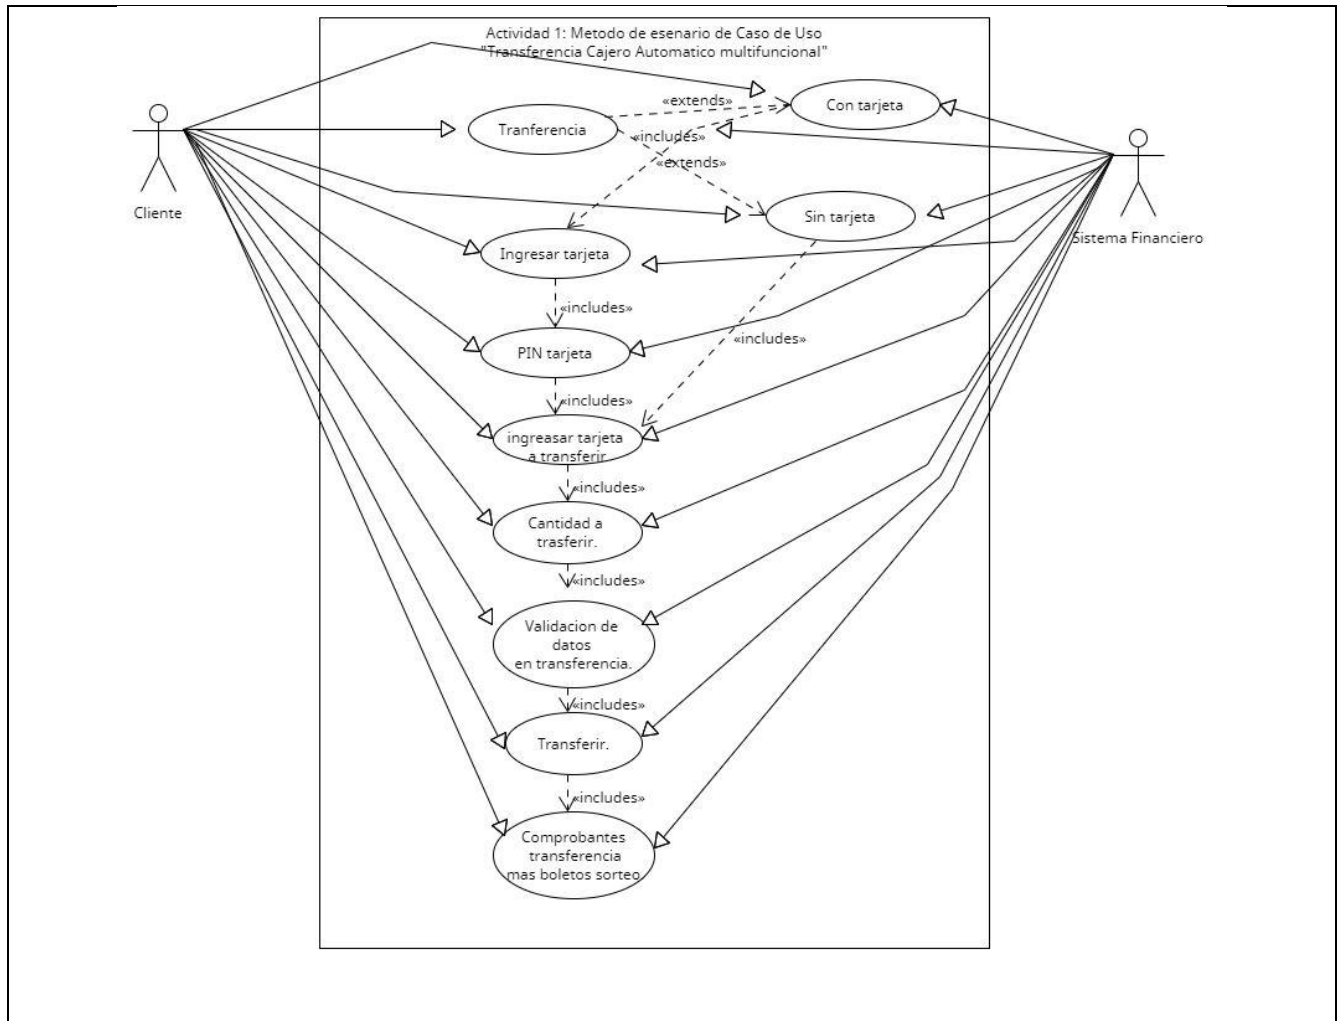 Actividad 1: Metodo de esenario de Caso de Uso
"Transferencia Cajero Automatico multifuncional"
«extends»
Con tarjeta
Tranferencia
«includes»
«extends»
Cliente
Sin tarjeta
Sistema Financiero
Ingresar tarjeta
«includes»
«includes»
PIN tarjeta
«includes»
ingreasar tarjeta
a transferir
«includes»
Cantidad a
trasferir.
«includes»
Validacion de
datos
en transferencia.
«includes»
Transferir.
«includes»
Comprobantes
transferencia
mas boletos sorteo